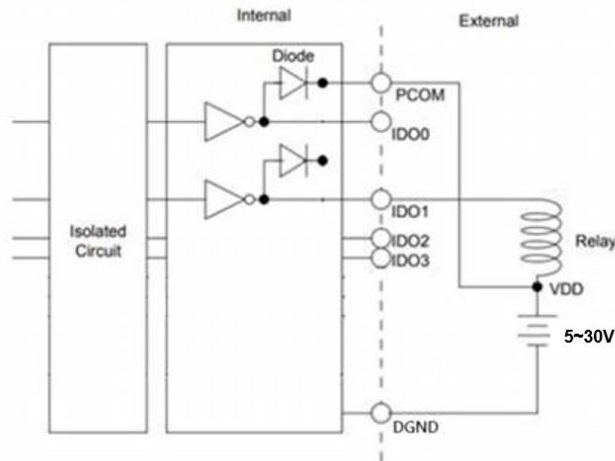 Internal
External
Diode
PCOM
IDO0
IDO1
Isolated
Circuit
IDO2
IDO3
Relay
VDD
5~30V
DGND